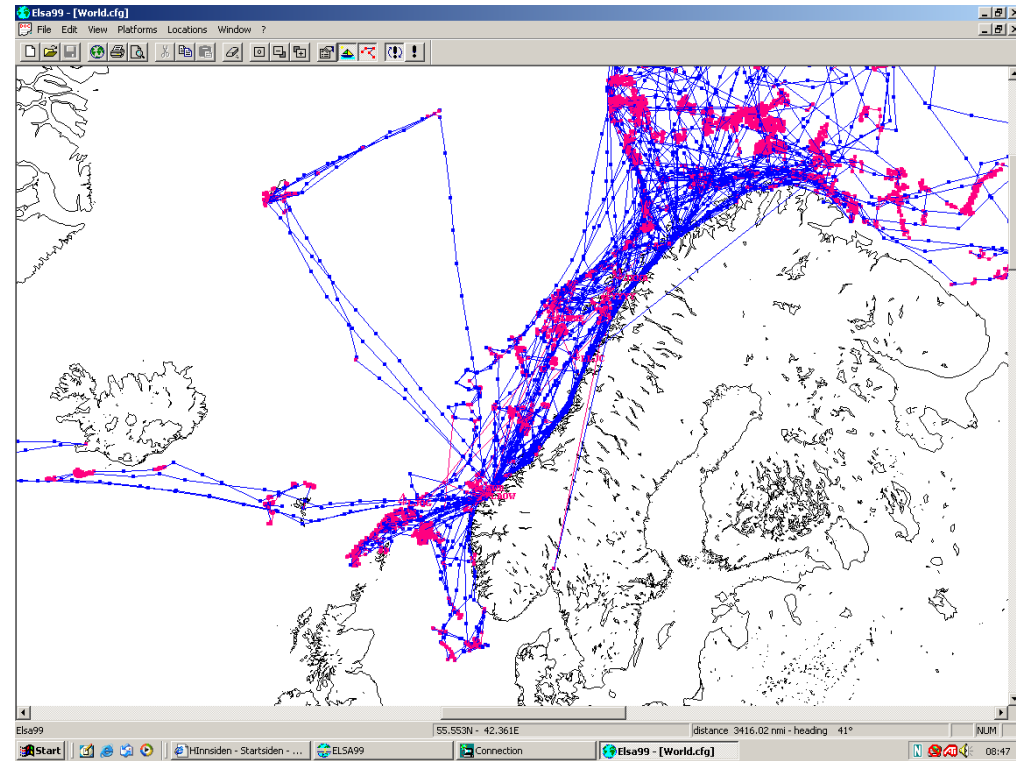 Elsa99 - [World.cfg]
File Edit View Platforms Locations Window ?
Elsa99
55.553N - 42.361E
distance 3416.02 nmi - heading 41°
NUM
Start
HInnsiden - Startsiden - ...
ELSA99
Connection
Elsa99 - [World.cfg]
N
08:47